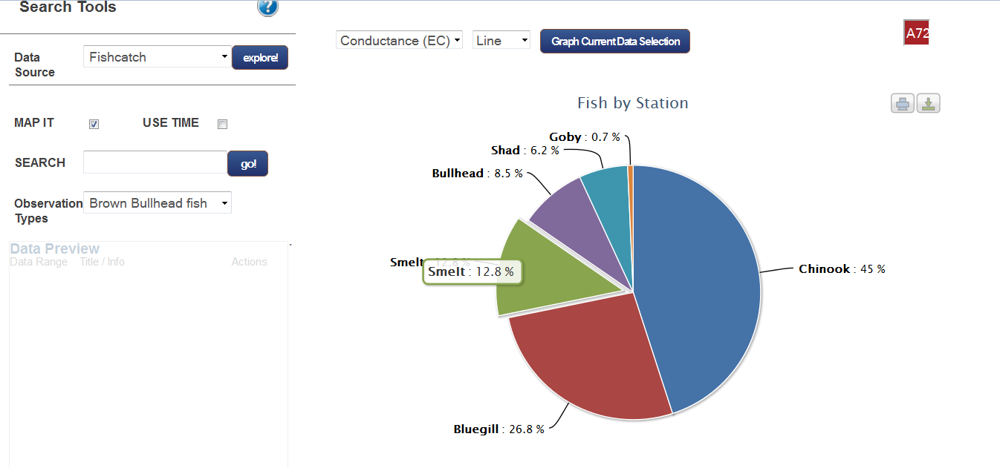 Search Tools
?
Data Source
Fishcatch
explore!
MAP IT
USE TIME
SEARCH
go!
Observation Types
Brown Bullhead fish
Data Preview
Data Range Title / Info Actions
Conductance (EC)
Line
Graph Current Data Selection
A72
Fish by Station
Goby : 0.7 %
Shad : 6.2 %
Bullhead : 8.5 %
Smelt : 12.8 %
Smelt : 12.8 %
Chinook : 45 %
Bluegill : 26.8 %